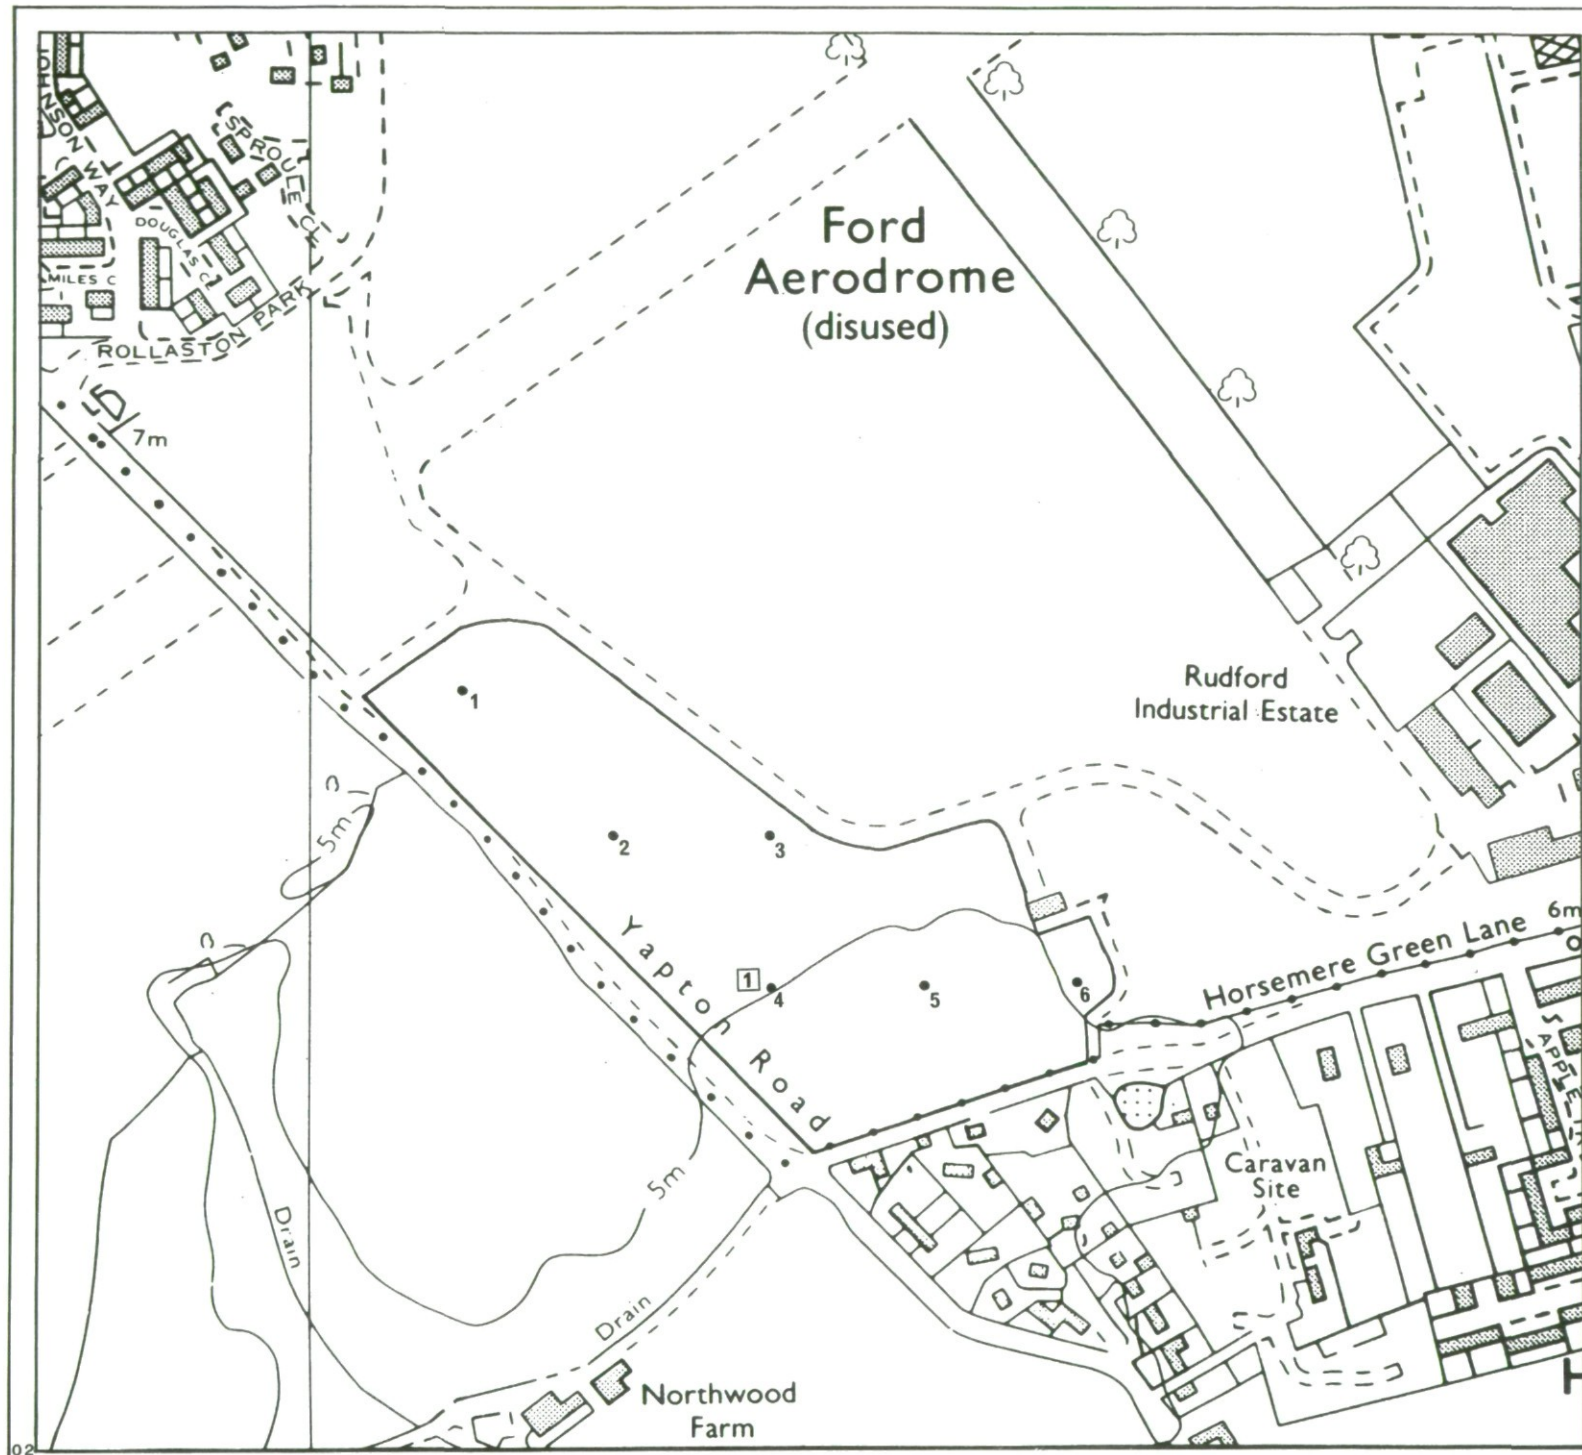 NSON WAY
SPROULE CL
DOUGLAS CL
MILES C
ROLLASTON PARK
7m
Ford
Aerodrome
(disused)
1
Rudford
Industrial Estate
5m
2
3
Yapton Road
1
4
5
6
Horsemere Green Lane
6m
5m
Caravan
Site
Drain
Drain
Northwood
Farm
02